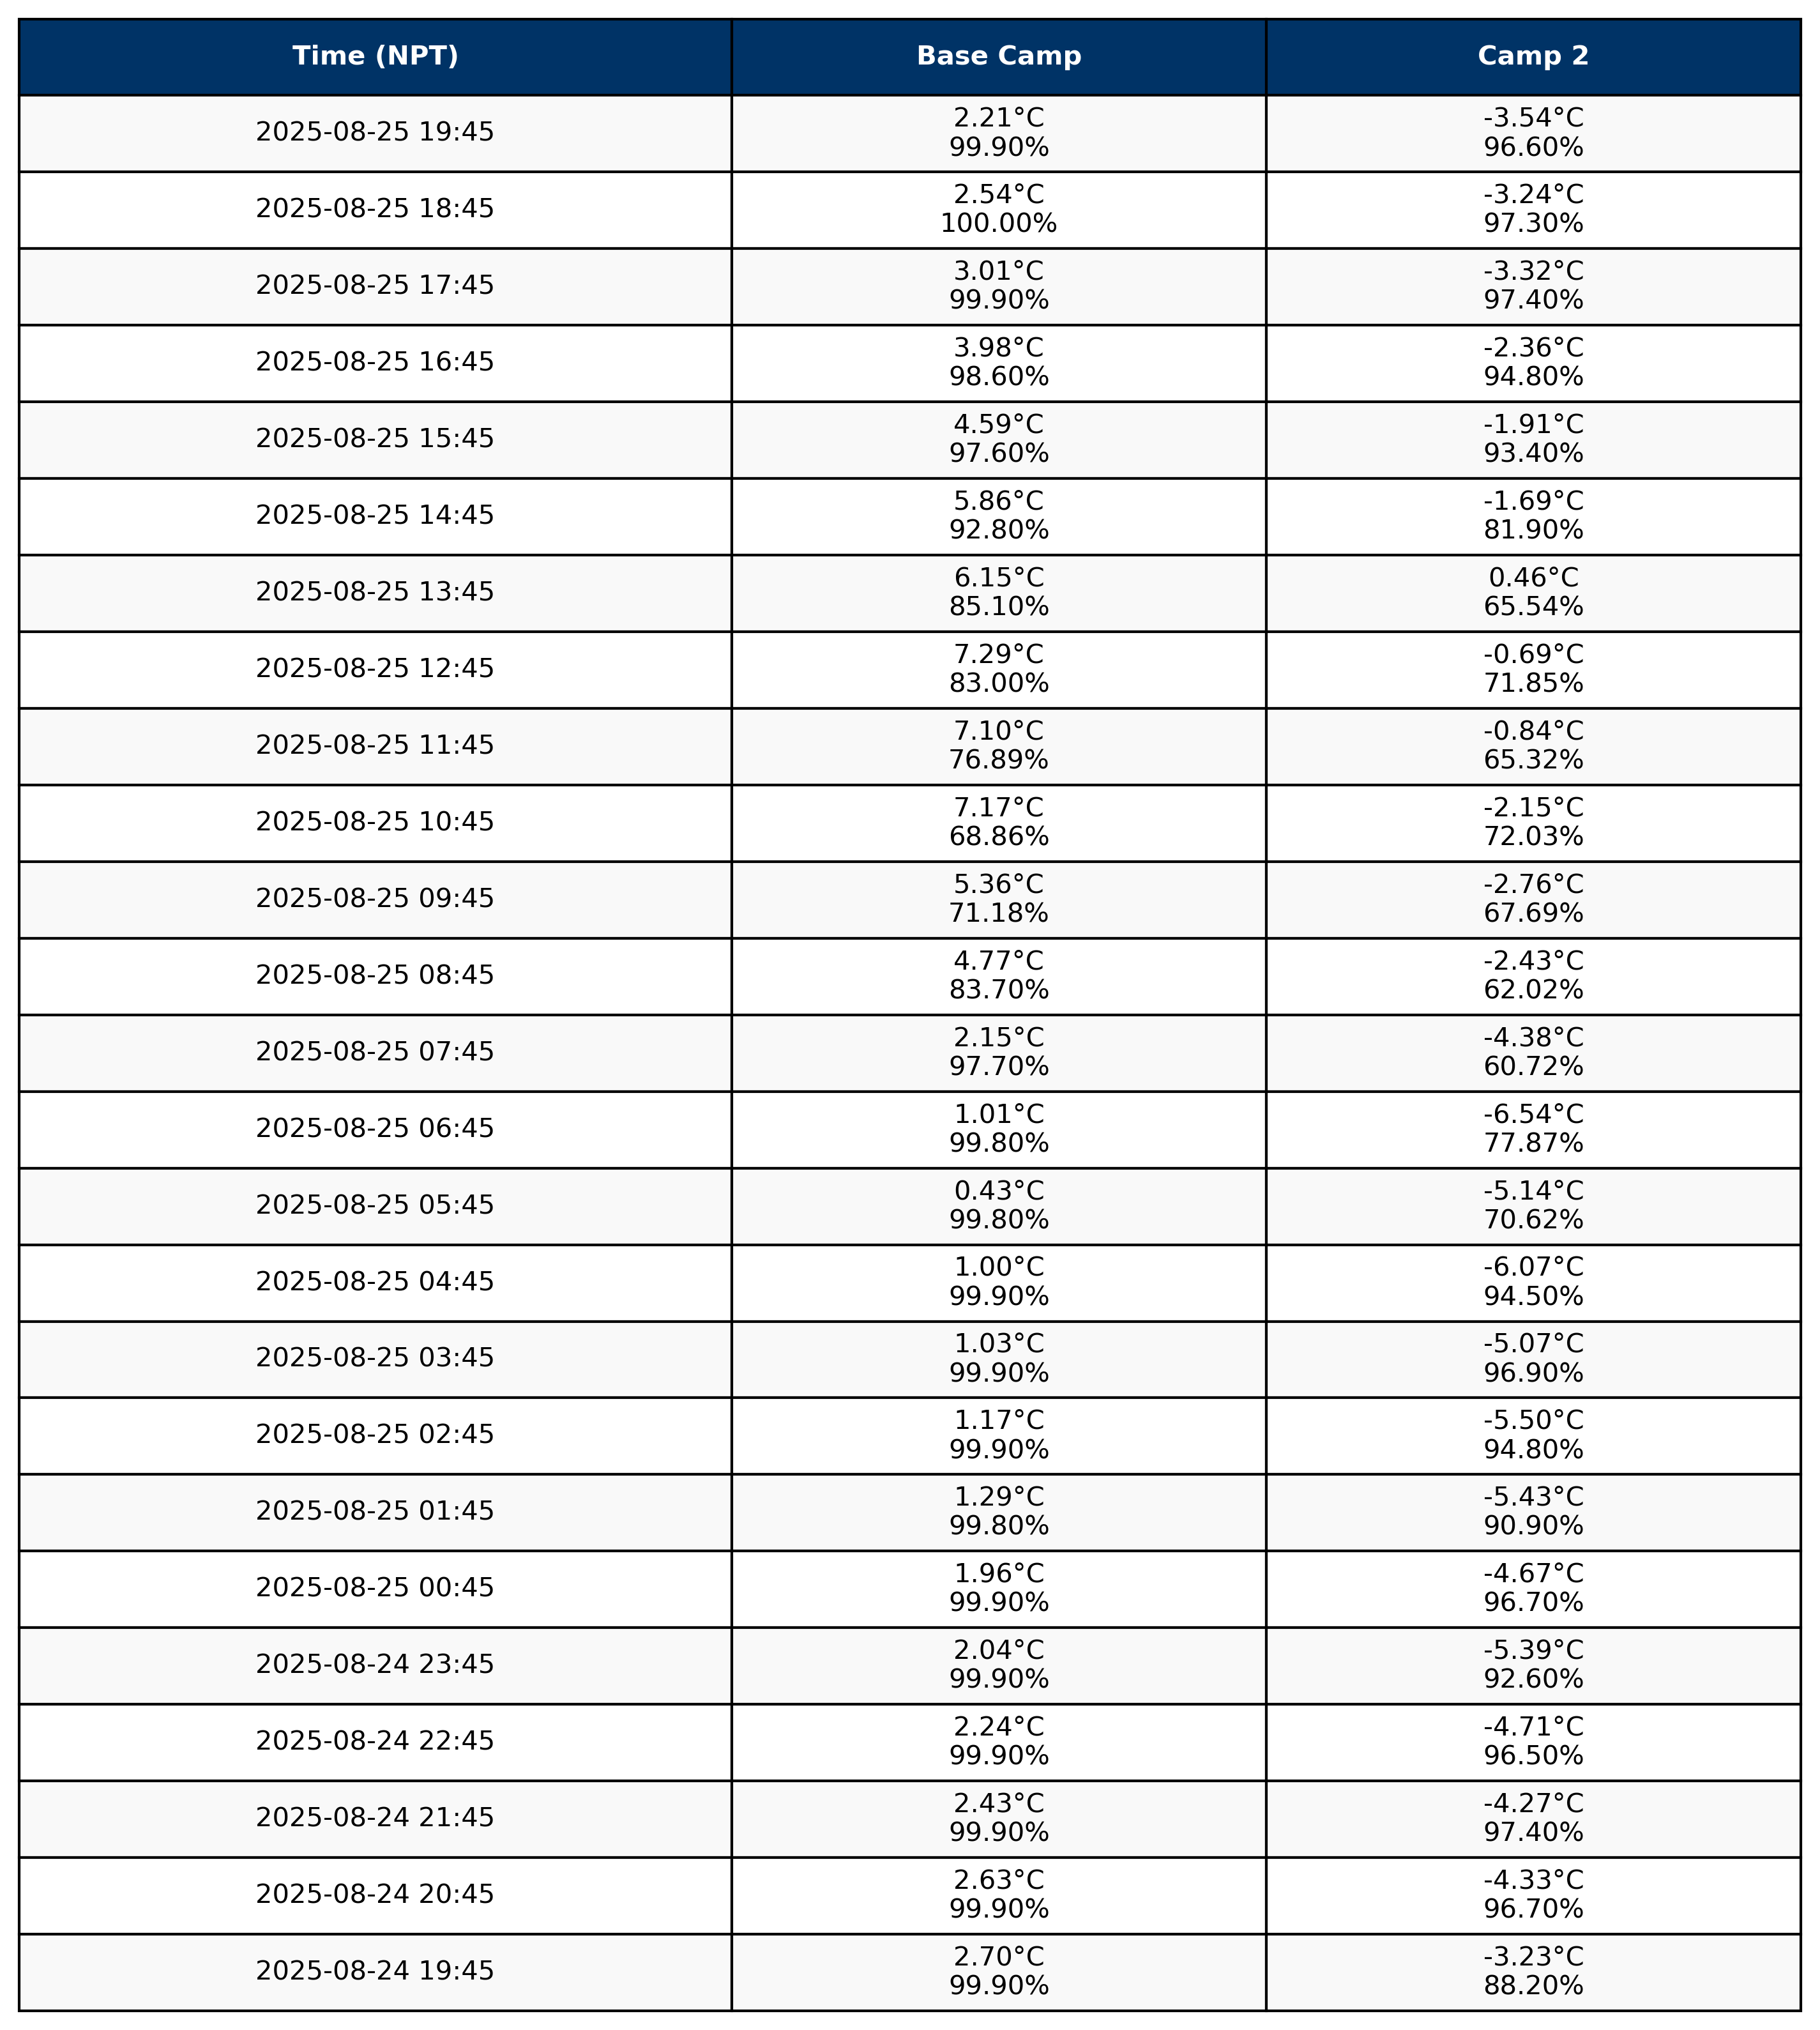 Time (NPT) Base Camp Camp 2
2025-08-25 19:45 2.21°C -3.54°C
99.90% 96.60%
2025-08-25 18:45 2.54°C -3.24°C
100.00% 97.30%
2025-08-25 17:45 3.01°C -3.32°C
99.90% 97.40%
2025-08-25 16:45 3.98°C -2.36°C
98.60% 94.80%
2025-08-25 15:45 4.59°C -1.91°C
97.60% 93.40%
2025-08-25 14:45 5.86°C -1.69°C
92.80% 81.90%
2025-08-25 13:45 6.15°C 0.46°C
85.10% 65.54%
2025-08-25 12:45 7.29°C -0.69°C
83.00% 71.85%
2025-08-25 11:45 7.10°C -0.84°C
76.89% 65.32%
2025-08-25 10:45 7.17°C -2.15°C
68.86% 72.03%
2025-08-25 09:45 5.36°C -2.76°C
71.18% 67.69%
2025-08-25 08:45 4.77°C -2.43°C
83.70% 62.02%
2025-08-25 07:45 2.15°C -4.38°C
97.70% 60.72%
2025-08-25 06:45 1.01°C -6.54°C
99.80% 77.87%
2025-08-25 05:45 0.43°C -5.14°C
99.80% 70.62%
2025-08-25 04:45 1.00°C -6.07°C
99.90% 94.50%
2025-08-25 03:45 1.03°C -5.07°C
99.90% 96.90%
2025-08-25 02:45 1.17°C -5.50°C
99.90% 94.80%
2025-08-25 01:45 1.29°C -5.43°C
99.80% 90.90%
2025-08-25 00:45 1.96°C -4.67°C
99.90% 96.70%
2025-08-24 23:45 2.04°C -5.39°C
99.90% 92.60%
2025-08-24 22:45 2.24°C -4.71°C
99.90% 96.50%
2025-08-24 21:45 2.43°C -4.27°C
99.90% 97.40%
2025-08-24 20:45 2.63°C -4.33°C
99.90% 96.70%
2025-08-24 19:45 2.70°C -3.23°C
99.90% 88.20%